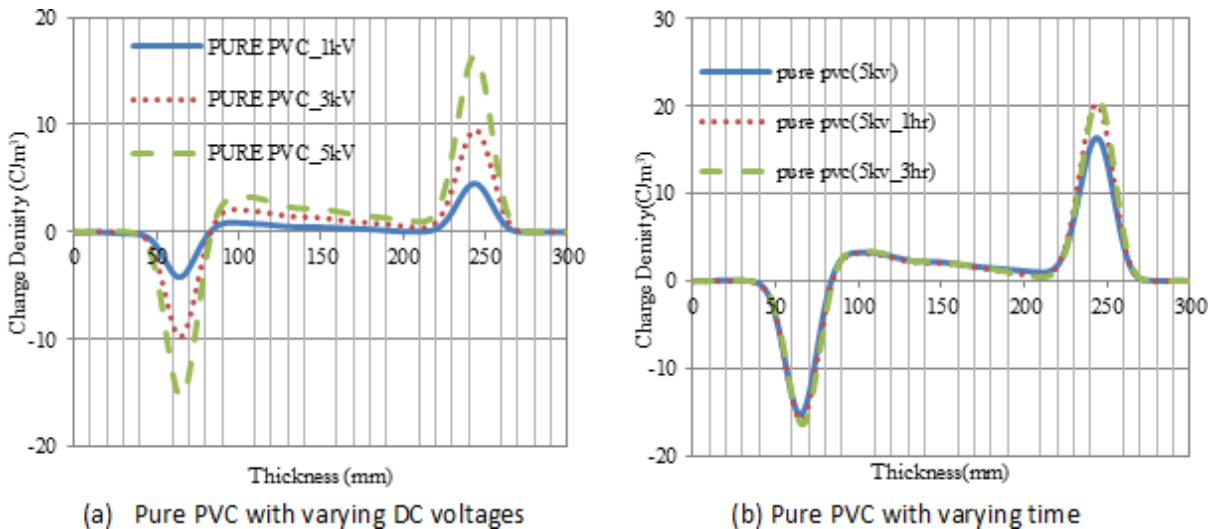 20
10
0
-10
-20
0
50
100
150
200
250
300
PURE PVC_1kV
PURE PVC_3kV
PURE PVC_5kV
Charge Density (C/m³)
Thickness (mm)
(a) Pure PVC with varying DC voltages
30
20
10
0
-10
-20
0
50
100
150
200
250
300
pure pvc(5kv)
pure pvc(5kv_1hr)
pure pvc(5kv_3hr)
Charge Density(C/m³)
Thickness(mm)
(b) Pure PVC with varying time